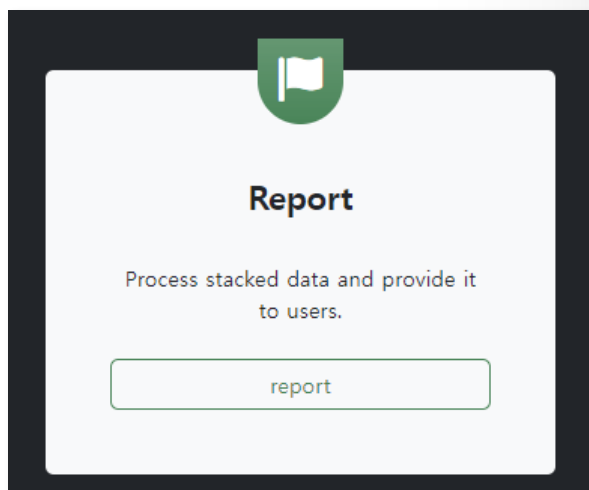 Report
Process stacked data and provide it
to users.
report